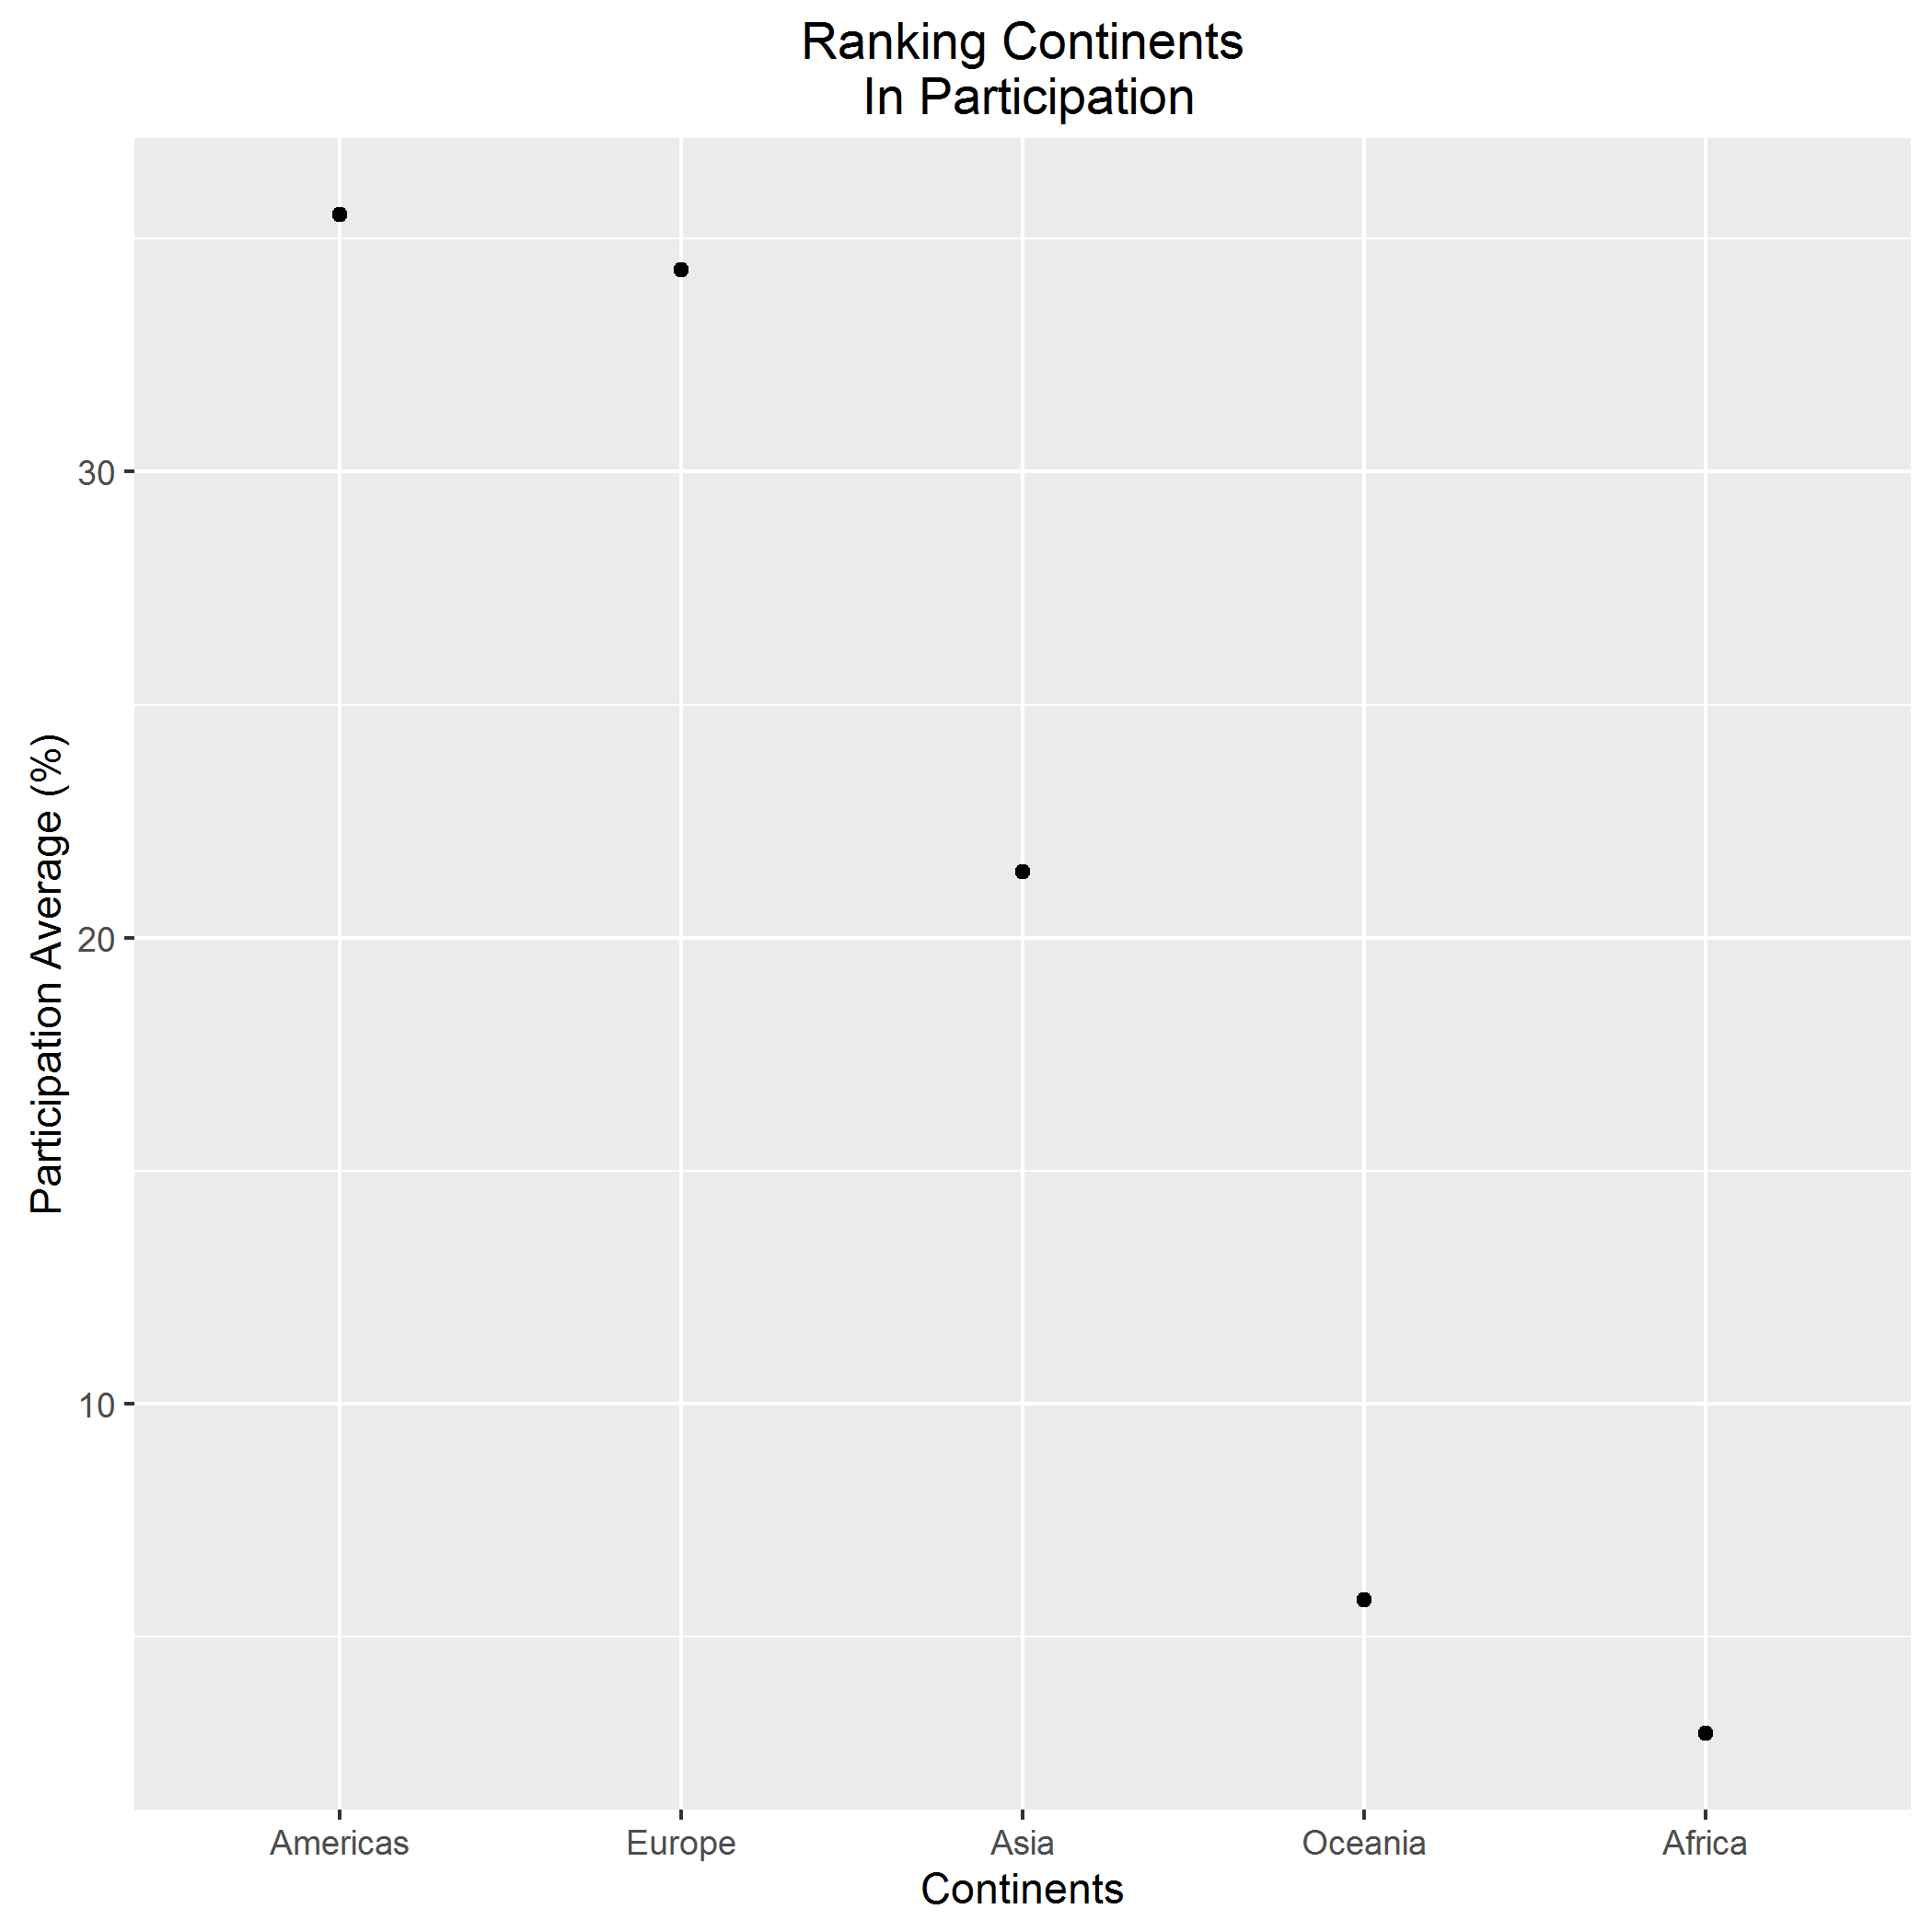 Ranking Continents
In Participation
Participation Average (%)
30
20
10
Americas
Europe
Asia
Oceania
Africa
Continents